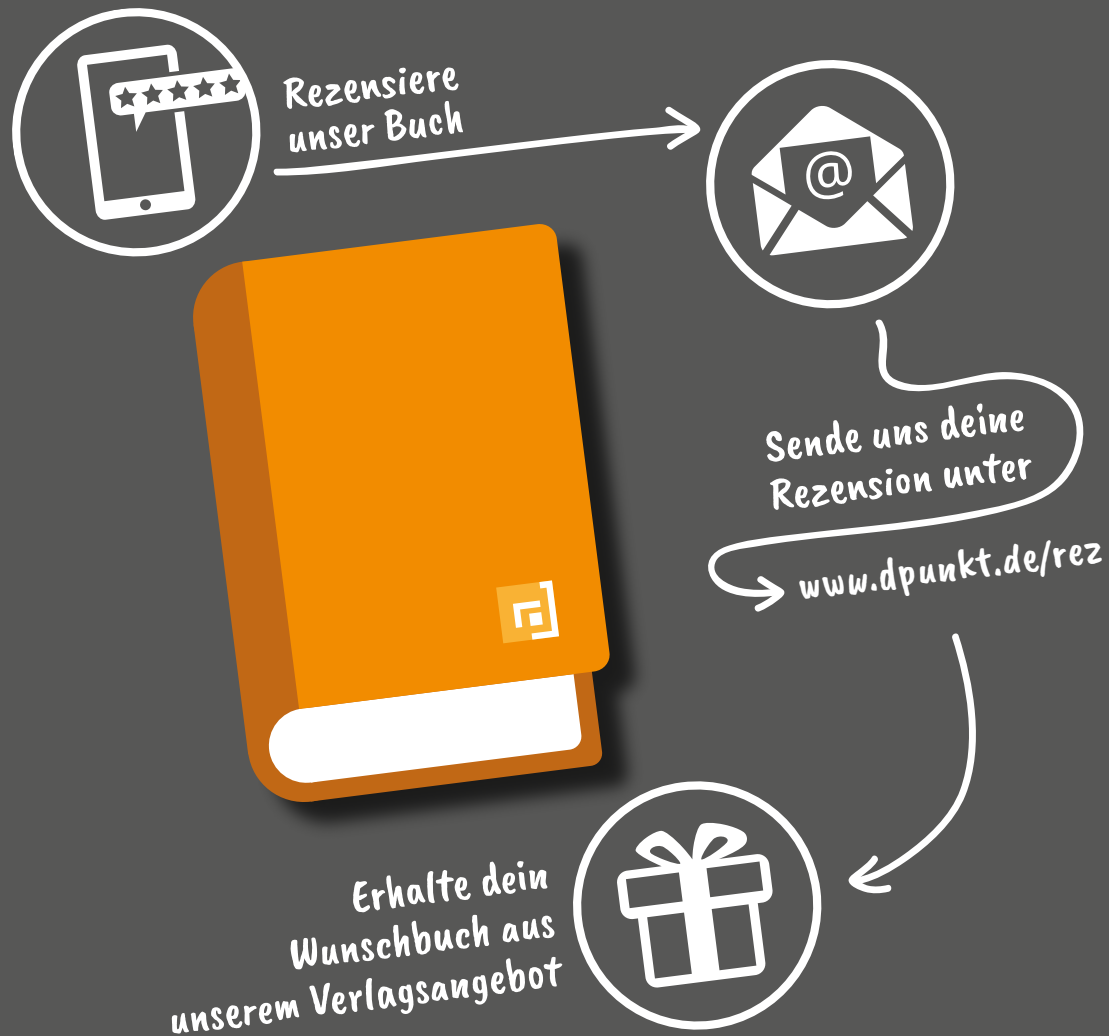 Rezensiere
unser Buch
@
Sende uns deine
Rezension unter
www.dpunkt.de/rez
Erhalte dein
Wunschbuch aus
unserem Verlagsangebot